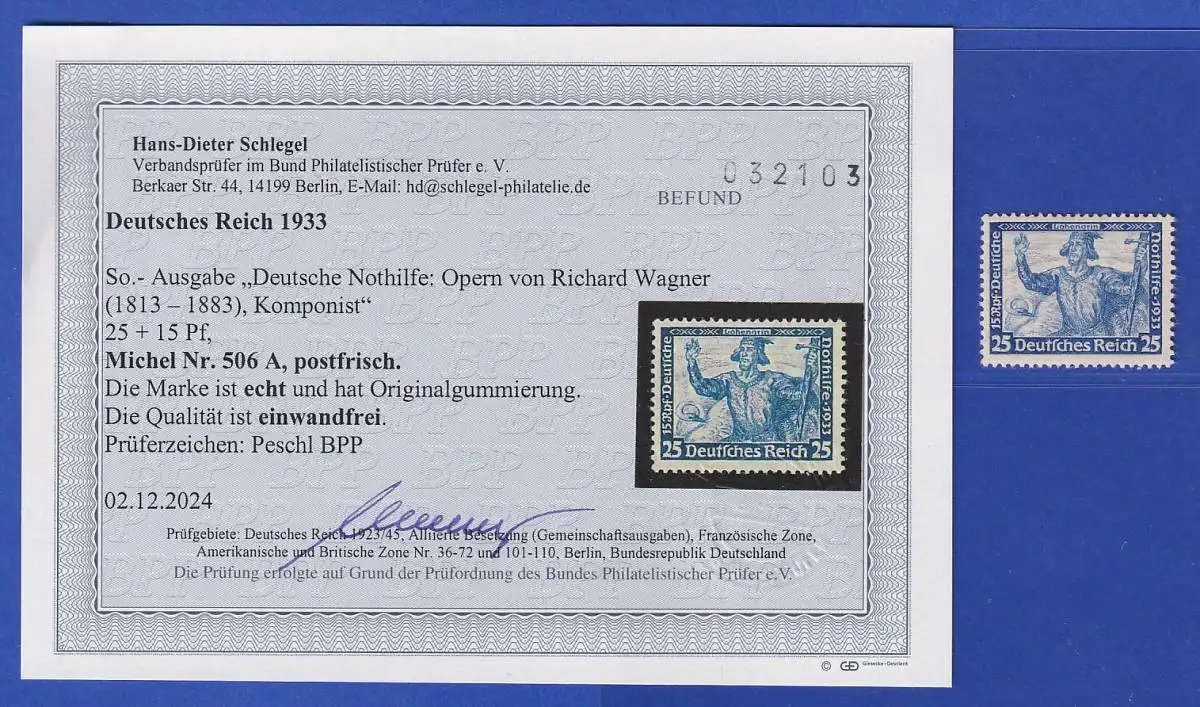 Hans-Dieter Schlegel
Verbandsprüfer im Bund Philatelistischer Prüfer e. V.
Berkaer Str. 44, 14199 Berlin, E-Mail: hd@schlegel-philatelie.de
032103
BEFUND
Deutsches Reich 1933
So.- Ausgabe „Deutsche Nothilfe: Opern von Richard Wagner
(1813 – 1883), Komponist“
25 + 15 Pf,
Michel Nr. 506 A, postfrisch.
Die Marke ist echt und hat Originalgummierung.
Die Qualität ist einwandfrei.
Prüferzeichen: Peschl BPP
02.12.2024
Prüfgebiete: Deutsches Reich 1923/45, Alliierte Besetzung (Gemeinschaftsausgaben), Französische Zone,
Amerikanische und Britische Zone Nr. 36-72 und 101-110, Berlin, Bundesrepublik Deutschland
Die Prüfung erfolgte auf Grund der Prüfordnung des Bundes Philatelistischer Prüfer e.V.
© GD Giesecke+Devrient
Lohengrin
15 Rpf · Deutsche
Nothilfe · 1933
25 Deutsches Reich 25
Lohengrin
15 Rpf · Deutsche
Nothilfe · 1933
25 Deutsches Reich 25